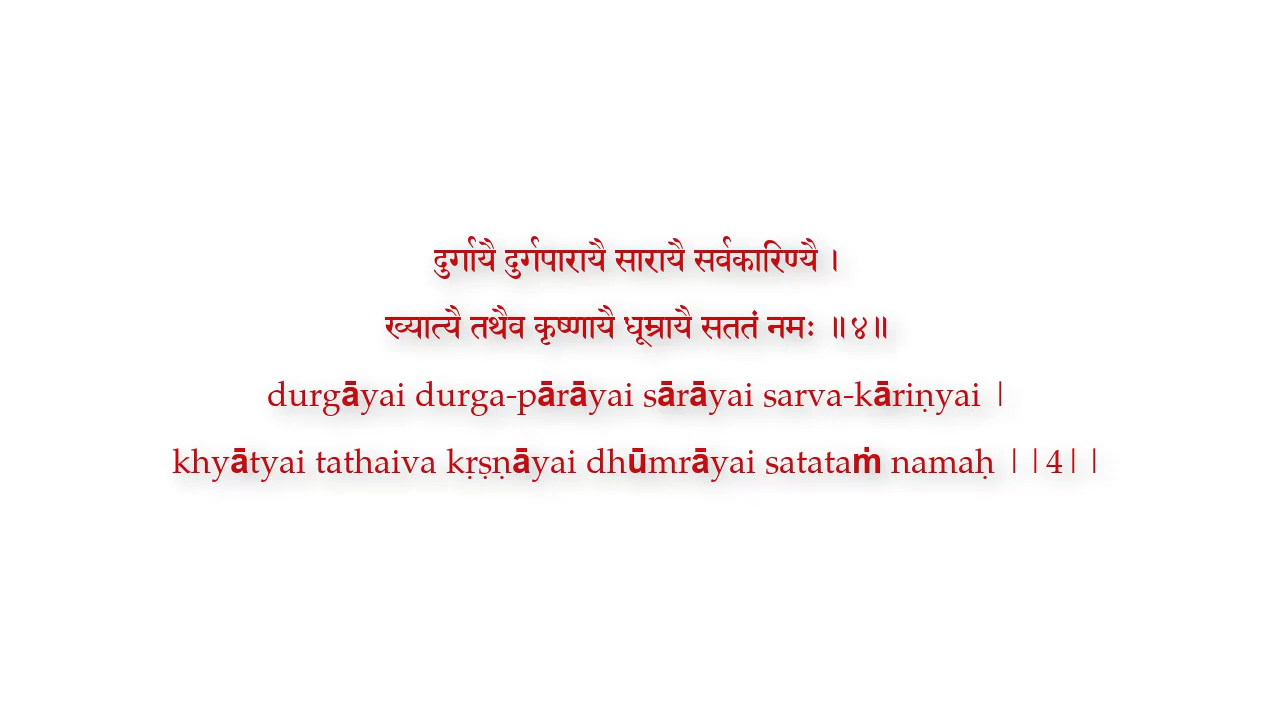 दुर्गायै दुर्गपारायै सारायै सर्वकारिण्यै ।
ख्यात्यै तथैव कृष्णायै धूम्रायै सततं नमः ॥४॥
durgāyai durga-pārāyai sārāyai sarva-kāriṇyai |
khyātyai tathaiva kṛṣṇāyai dhūmrāyai satataṁ namaḥ ||4||